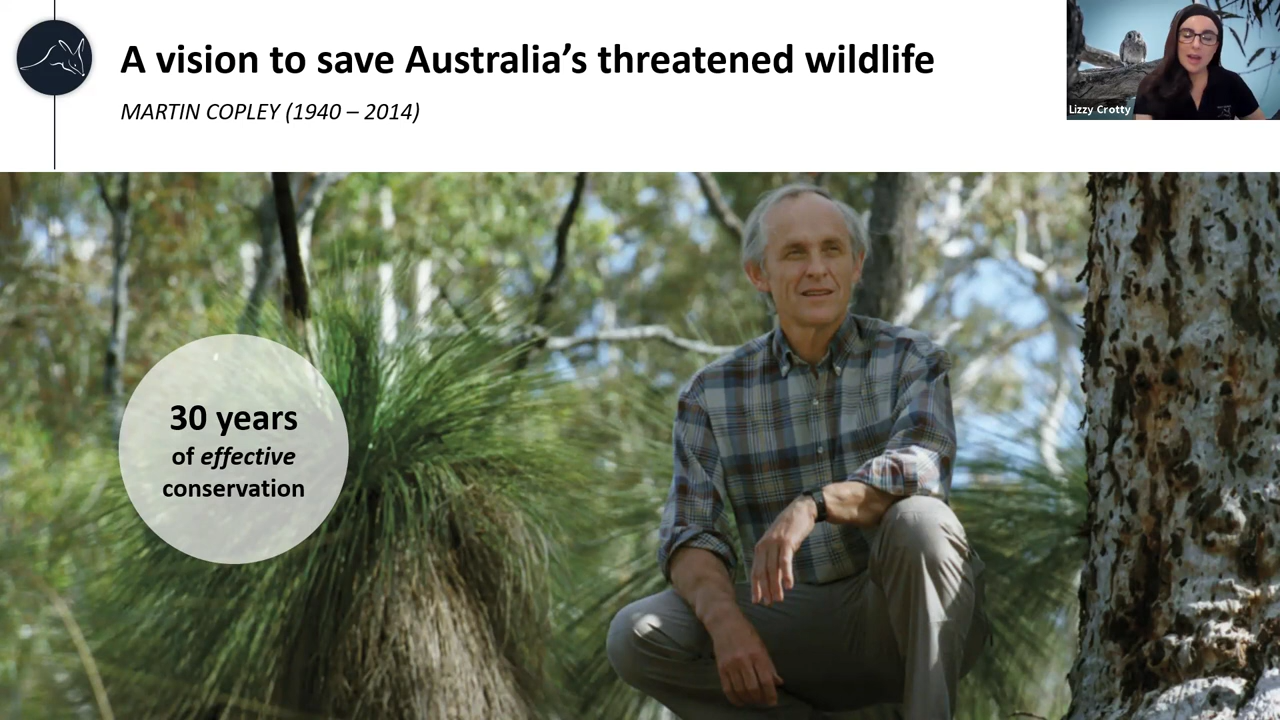 A vision to save Australia’s threatened wildlife
MARTIN COPLEY (1940 – 2014)
Lizzy Crotty
30 years
of effective
conservation